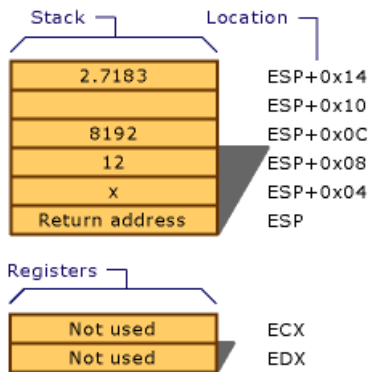 Stack Location
2.7183 ESP+0x14
ESP+0x10
8192 ESP+0x0C
12 ESP+0x08
x ESP+0x04
Return address ESP
Registers
Not used ECX
Not used EDX